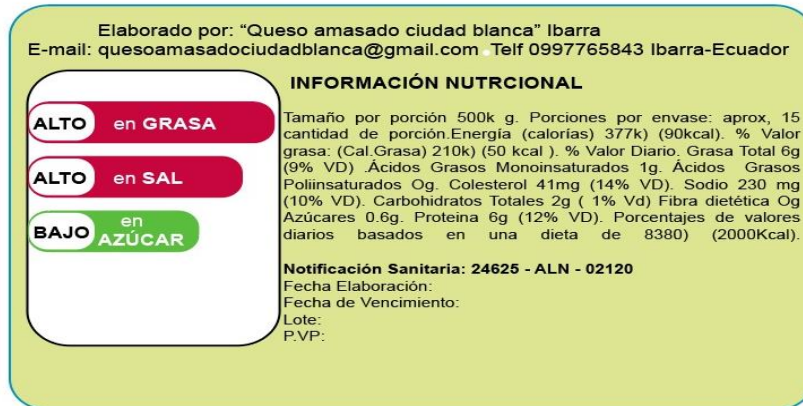 Elaborado por: “Queso amasado ciudad blanca” Ibarra
E-mail: quesoamasadociudadblanca@gmail.com Telf 0997765843 Ibarra-Ecuador
ALTO en GRASA
ALTO en SAL
BAJO en AZÚCAR
INFORMACIÓN NUTRCIONAL
Tamaño por porción 500k g. Porciones por envase: aprox, 15
cantidad de porción.Energía (calorías) 377k) (90kcal). % Valor
grasa: (Cal.Grasa) 210k) (50 kcal ). % Valor Diario. Grasa Total 6g
(9% VD) .Ácidos Grasos Monoinsaturados 1g. Ácidos Grasos
Poliinsaturados Og. Colesterol 41mg (14% VD). Sodio 230 mg
(10% VD). Carbohidratos Totales 2g ( 1% Vd) Fibra dietética Og
Azúcares 0.6g. Proteina 6g (12% VD). Porcentajes de valores
diarios basados en una dieta de 8380) (2000Kcal).
Notificación Sanitaria: 24625 - ALN - 02120
Fecha Elaboración:
Fecha de Vencimiento:
Lote:
P.VP: